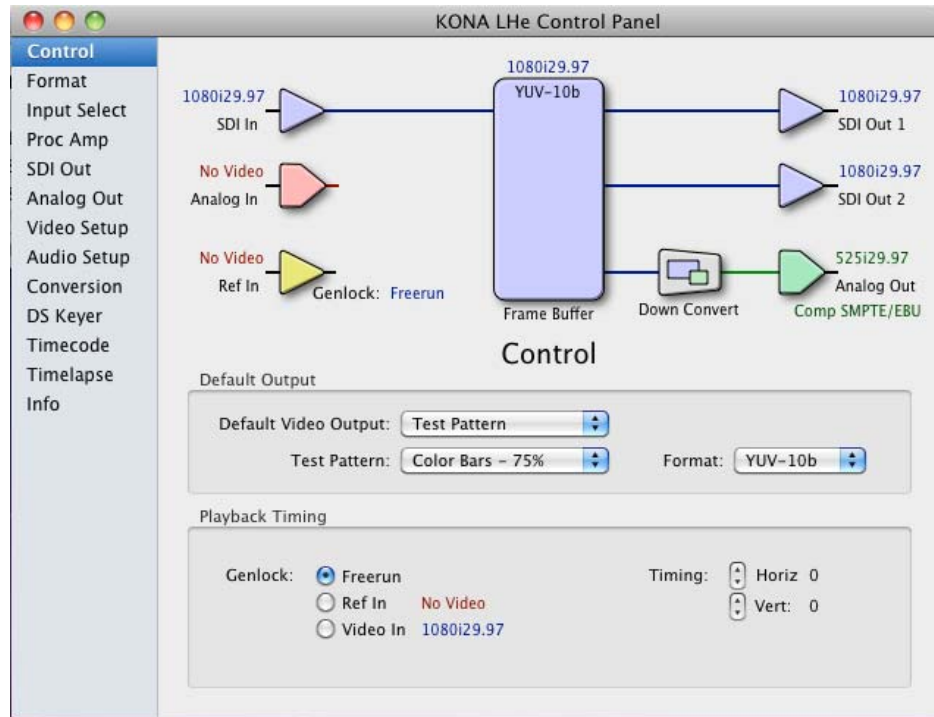 KONA LHe Control Panel
Control
Format
Input Select
Proc Amp
SDI Out
Analog Out
Video Setup
Audio Setup
Conversion
DS Keyer
Timecode
Timelapse
Info
1080i29.97
YUV-10b
1080i29.97
SDI In
1080i29.97
SDI Out 1
No Video
Analog In
1080i29.97
SDI Out 2
No Video
Ref In
Genlock: Freerun
Frame Buffer
Down Convert
525i29.97
Analog Out
Comp SMPTE/EBU
Control
Default Output
Default Video Output: Test Pattern
Test Pattern: Color Bars - 75% Format: YUV-10b
Playback Timing
Genlock: Freerun Timing: Horiz 0
Ref In No Video Vert: 0
Video In 1080i29.97